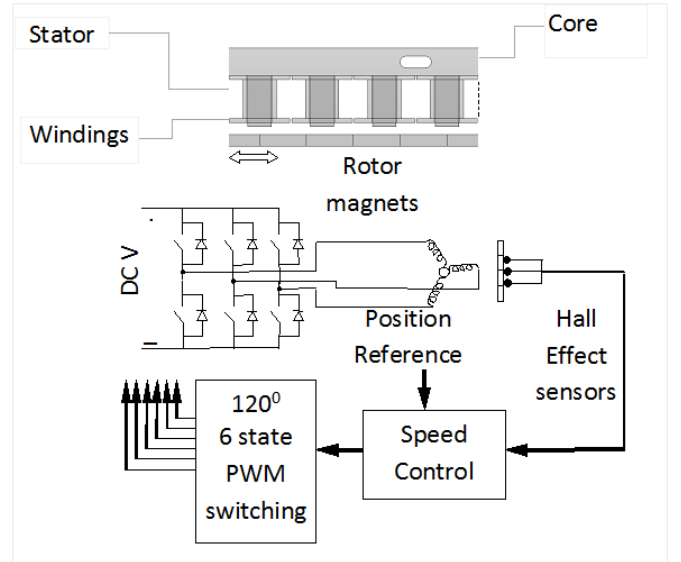 Stator
Core
Windings
Rotor
magnets
DC V
Position
Reference
Hall
Effect
sensors
120⁰
6 state
PWM
switching
Speed
Control